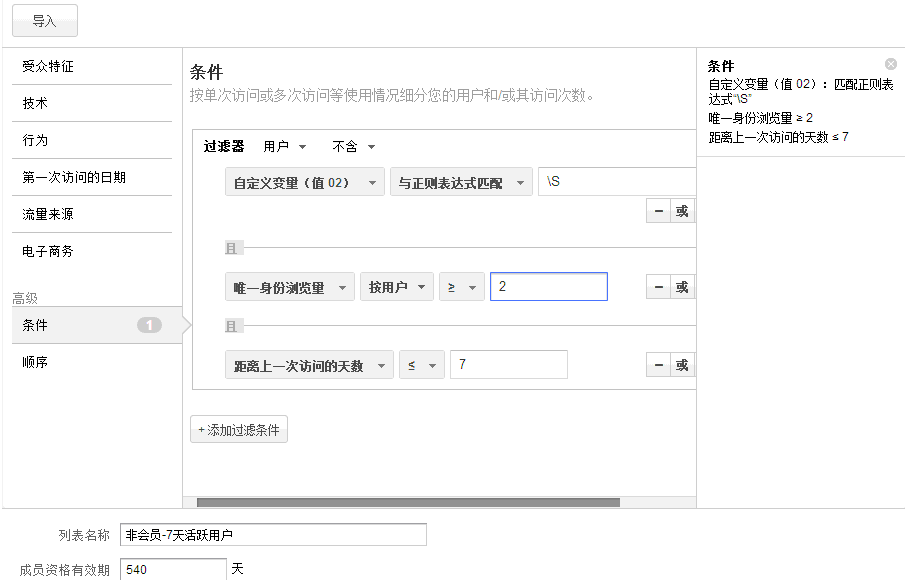 导入
受众特征
技术
行为
第一次访问的日期
流量来源
电子商务
高级
条件 1
顺序
条件
按单次访问或多次访问等使用情况细分您的用户和/或其访问次数。
过滤器 用户 不含
自定义变量（值 02） 与正则表达式匹配 \S
− 或
且
唯一身份浏览量 按用户 ≥ 2 − 或
且
距离上一次访问的天数 ≤ 7 − 或
+ 添加过滤条件
条件
自定义变量（值 02）：匹配正则表
达式"\S"
唯一身份浏览量 ≥ 2
距离上一次访问的天数 ≤ 7
列表名称 非会员-7天活跃用户
成员资格有效期 540 天